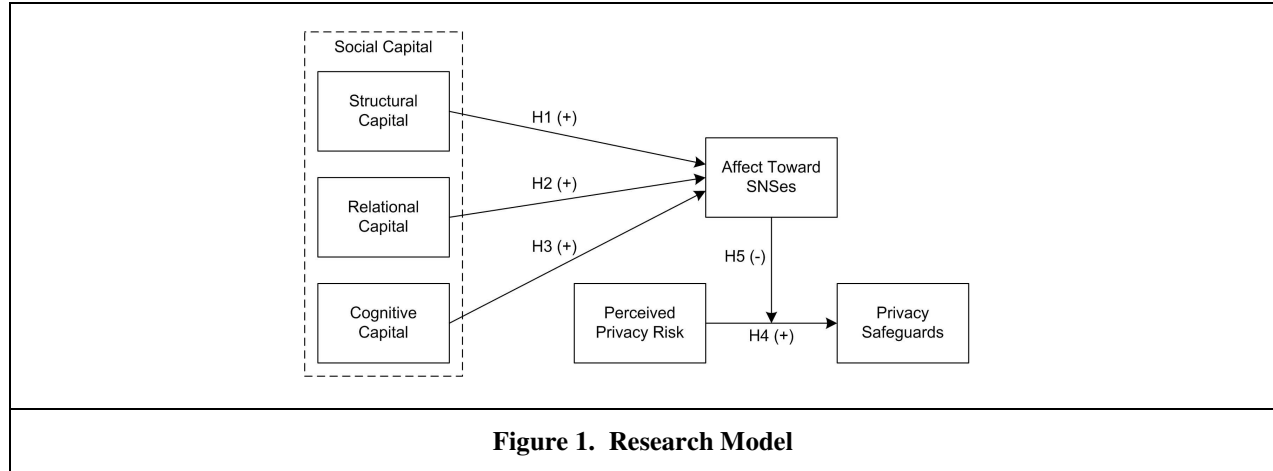 Social Capital
Structural
Capital
H1 (+)
Affect Toward
SNSes
Relational
Capital
H2 (+)
H3 (+)
H5 (-)
Cognitive
Capital
Perceived
Privacy Risk
H4 (+)
Privacy
Safeguards
Figure 1. Research Model